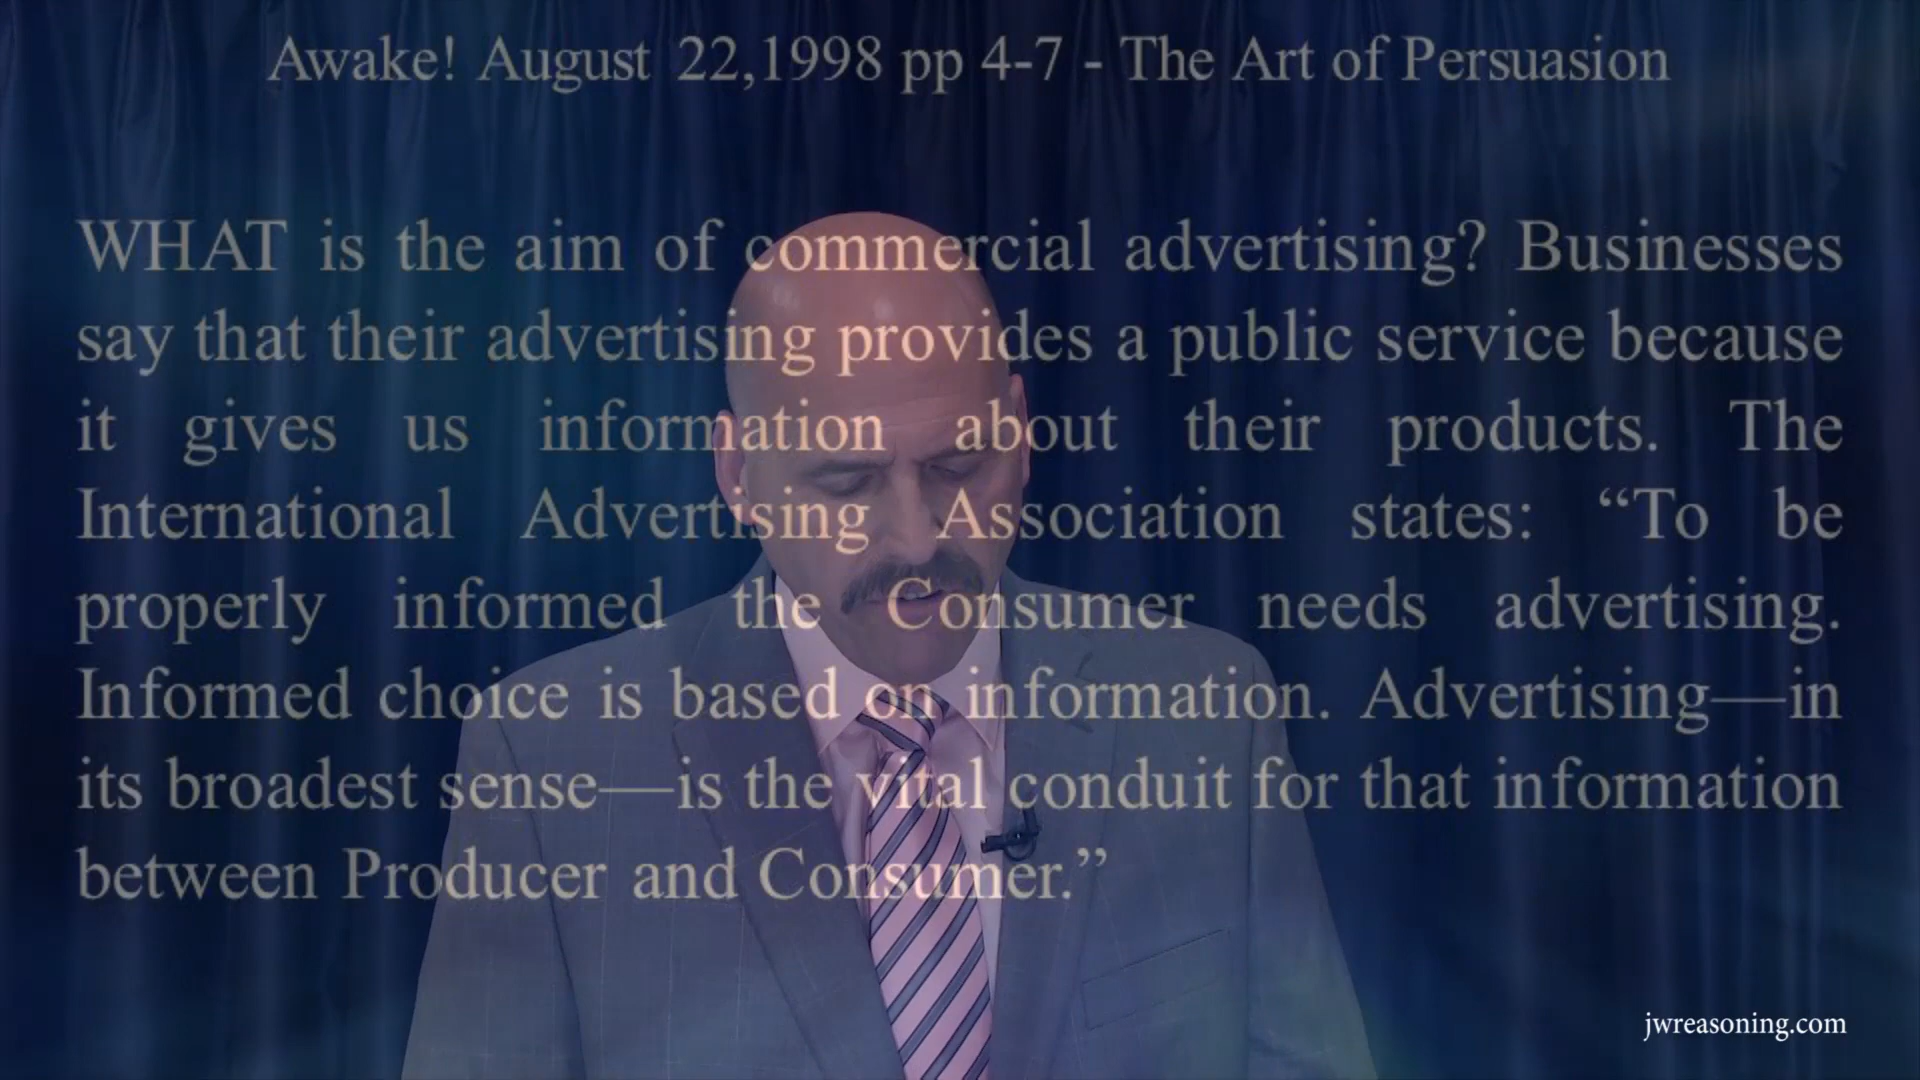 Awake! August 22,1998 pp 4-7 - The Art of Persuasion
WHAT is the aim of commercial advertising? Businesses
say that their advertising provides a public service because
it gives us information about their products. The
International Advertising Association states: “To be
properly informed the Consumer needs advertising.
Informed choice is based on information. Advertising—in
its broadest sense—is the vital conduit for that information
between Producer and Consumer.”
jwreasoning.com